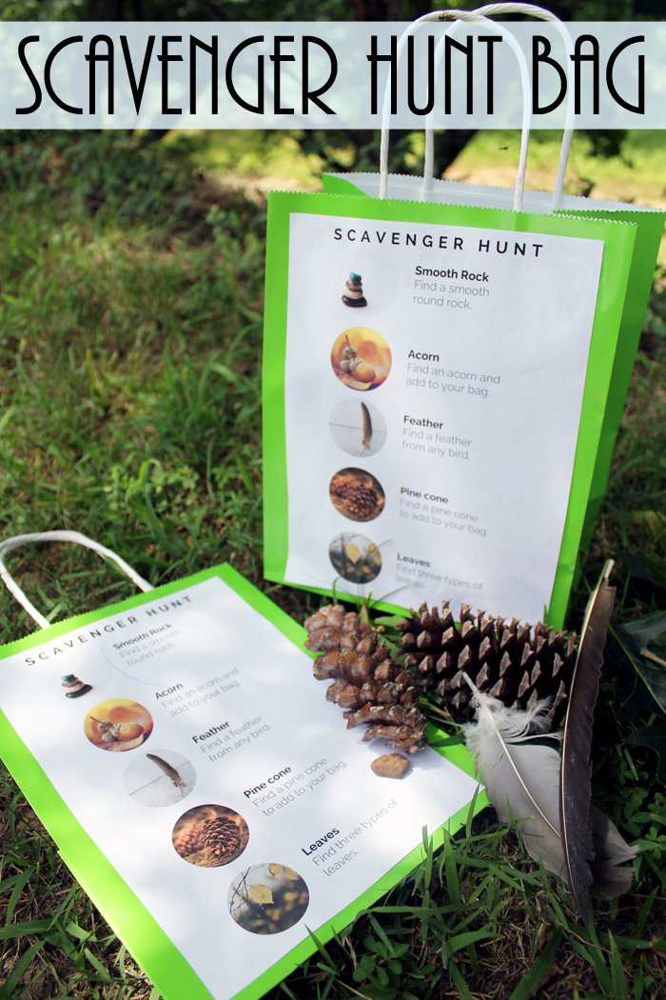 SCAVENGER HUNT BAG
SCAVENGER HUNT
Smooth Rock
Find a smooth
round rock.
Acorn
Find an acorn and
add to your bag.
Feather
Find a feather
from any bird.
Pine cone
Find a pine cone
to add to your bag.
Leaves
Find three types of
leaves.
SCAVENGER HUNT
Smooth Rock
Find a smooth
round rock.
Acorn
Find an acorn and
add to your bag.
Feather
Find a feather
from any bird.
Pine cone
Find a pine cone
to add to your bag.
Leaves
Find three types of
leaves.